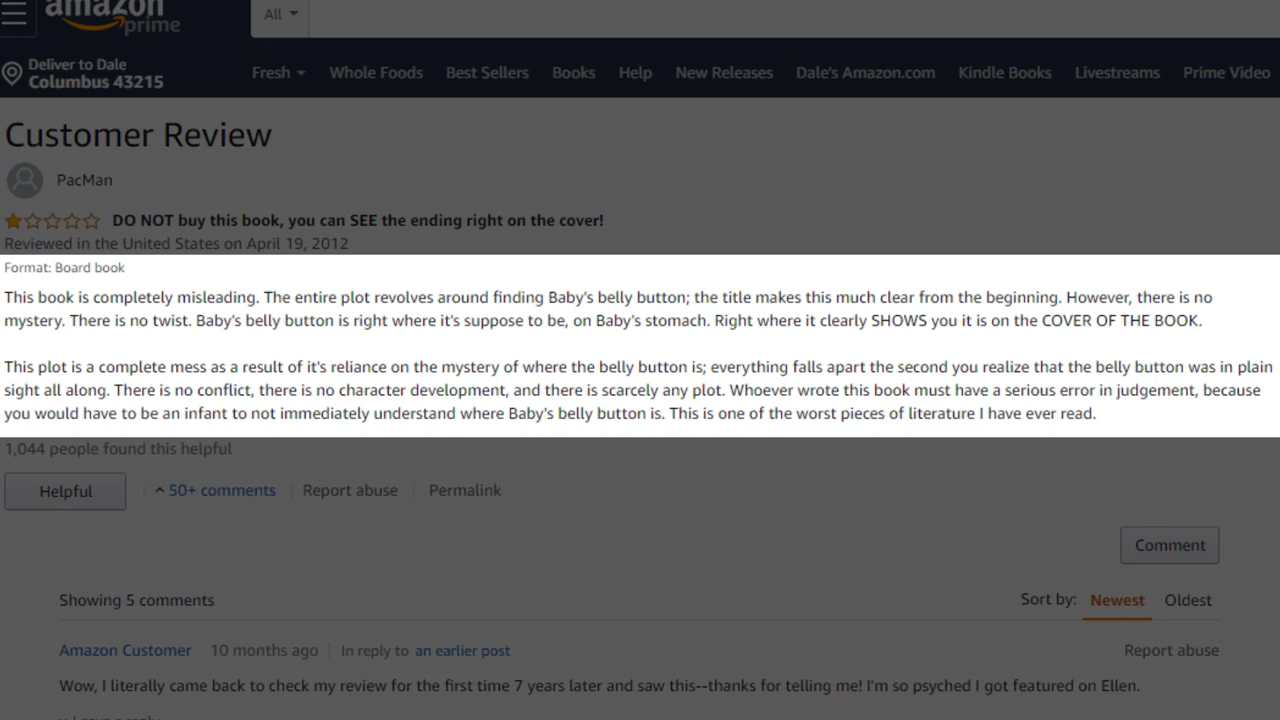 amazon
prime
All
Deliver to Dale
Columbus 43215
Fresh Whole Foods Best Sellers Books Help New Releases Dale's Amazon.com Kindle Books Livestreams Prime Video
Customer Review
PacMan
DO NOT buy this book, you can SEE the ending right on the cover!
Reviewed in the United States on April 19, 2012
Format: Board book
This book is completely misleading. The entire plot revolves around finding Baby's belly button; the title makes this much clear from the beginning. However, there is no
mystery. There is no twist. Baby's belly button is right where it's suppose to be, on Baby's stomach. Right where it clearly SHOWS you it is on the COVER OF THE BOOK.
This plot is a complete mess as a result of it's reliance on the mystery of where the belly button is; everything falls apart the second you realize that the belly button was in plain
sight all along. There is no conflict, there is no character development, and there is scarcely any plot. Whoever wrote this book must have a serious error in judgement, because
you would have to be an infant to not immediately understand where Baby's belly button is. This is one of the worst pieces of literature I have ever read.
1,044 people found this helpful
Helpful 50+ comments Report abuse Permalink
Comment
Showing 5 comments Sort by: Newest Oldest
Amazon Customer 10 months ago In reply to an earlier post Report abuse
Wow, I literally came back to check my review for the first time 7 years later and saw this--thanks for telling me! I'm so psyched I got featured on Ellen.